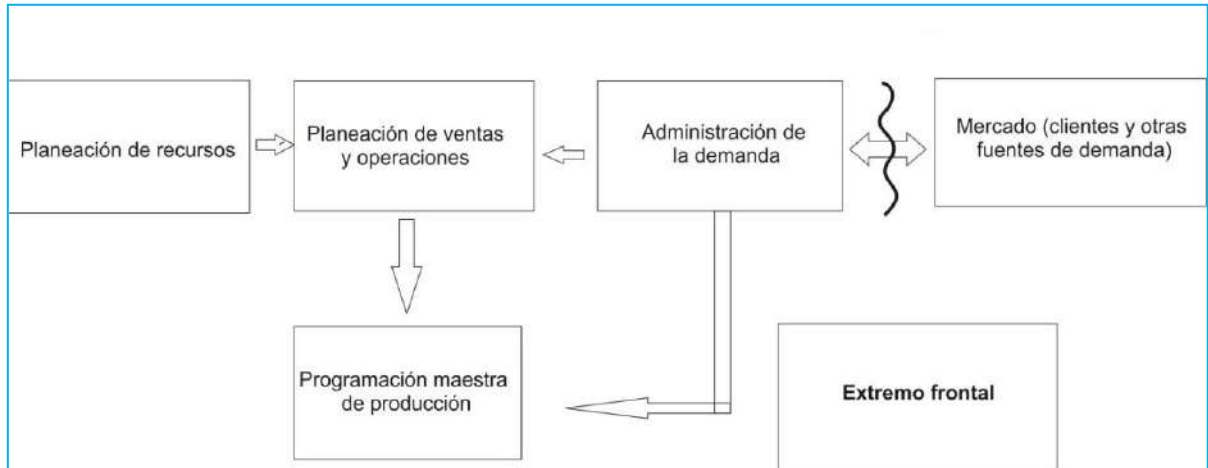 Planeación de recursos
Planeación de ventas
y operaciones
Administración de
la demanda
Mercado (clientes y otras
fuentes de demanda)
Programación maestra
de producción
Extremo frontal